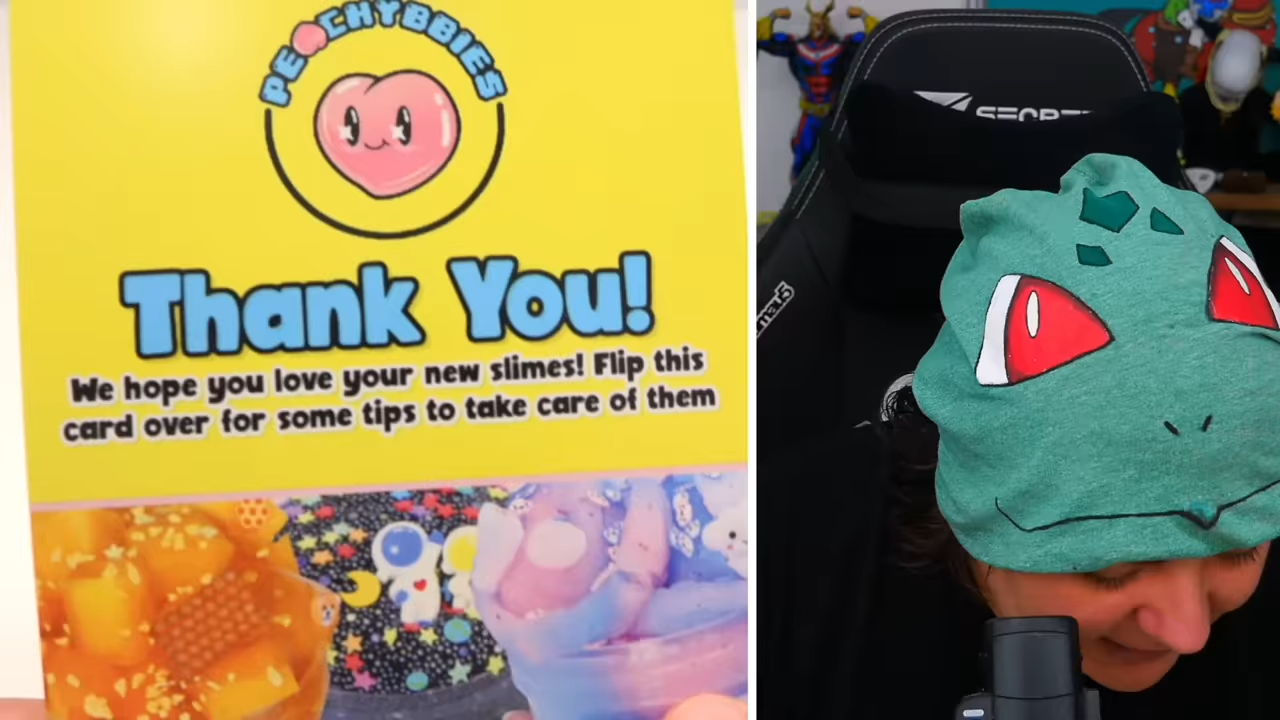 PEACHYBBIES
Thank You!
We hope you love your new slimes! Flip this
card over for some tips to take care of them